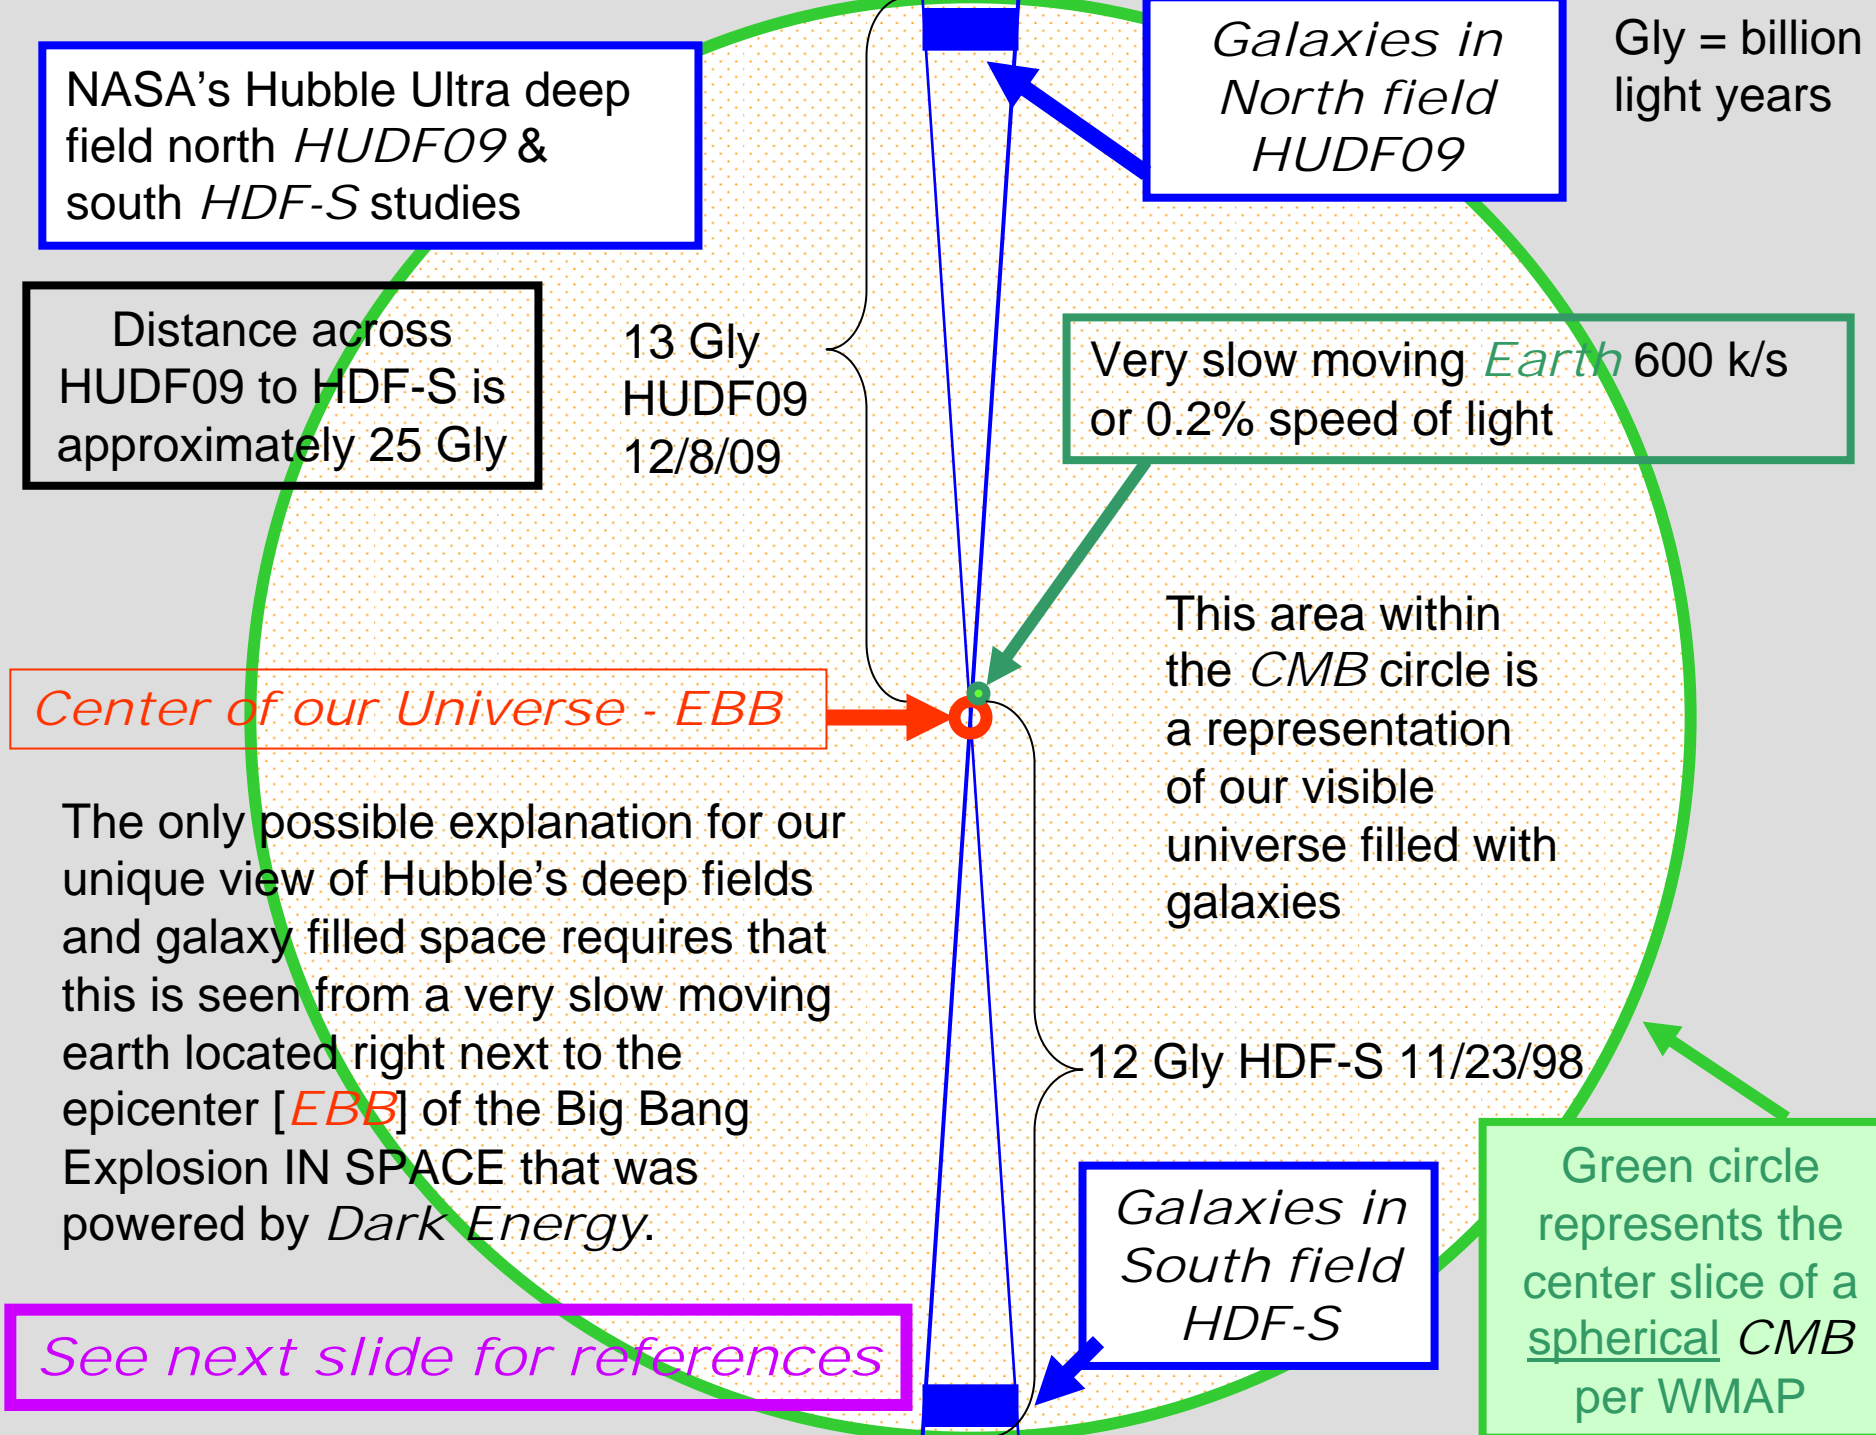 NASA’s Hubble Ultra deep
field north HUDF09 &
south HDF-S studies
Galaxies in
North field
HUDF09
Gly = billion
light years
Distance across
HUDF09 to HDF-S is
approximately 25 Gly
13 Gly
HUDF09
12/8/09
Very slow moving Earth 600 k/s
or 0.2% speed of light
Center of our Universe - EBB
This area within
the CMB circle is
a representation
of our visible
universe filled with
galaxies
The only possible explanation for our
unique view of Hubble’s deep fields
and galaxy filled space requires that
this is seen from a very slow moving
earth located right next to the
epicenter [EBB] of the Big Bang
Explosion IN SPACE that was
powered by Dark Energy.
12 Gly HDF-S 11/23/98
Galaxies in
South field
HDF-S
Green circle
represents the
center slice of a
spherical CMB
per WMAP
See next slide for references